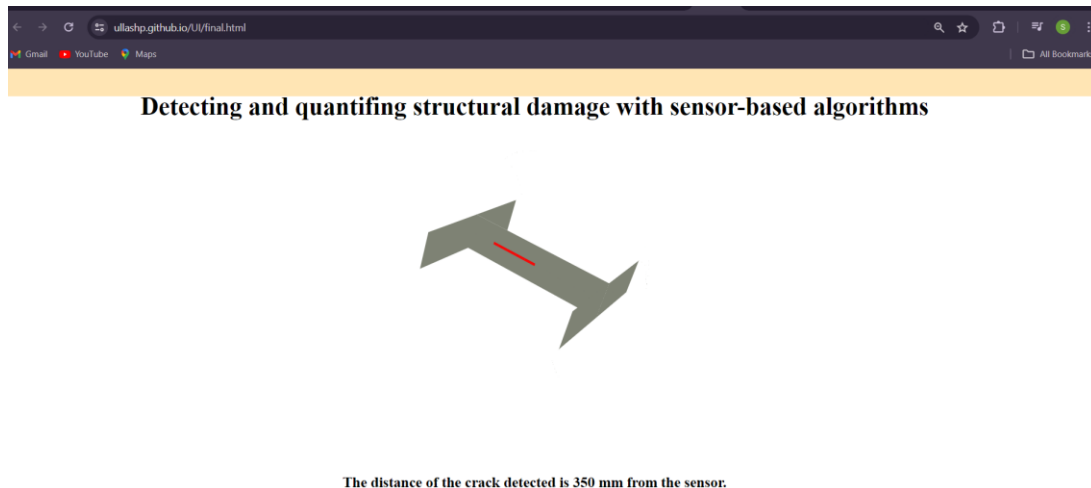 ullashp.github.io/UI/final.html
S
Gmail YouTube Maps All Bookmark
Detecting and quantifing structural damage with sensor-based algorithms
The distance of the crack detected is 350 mm from the sensor.